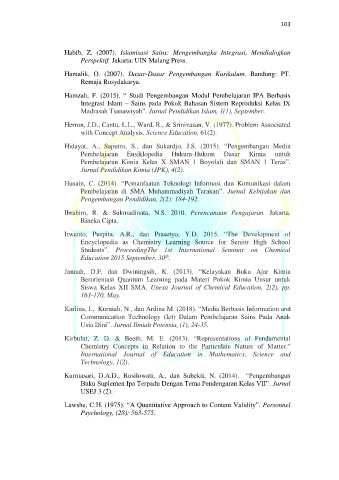 103
Habib, Z. (2007). Islamisasi Sains: Mengembangka Integrasi, Mendialogkan
Perspektif. Jakarta: UIN Malang Press.
Hamalik, O. (2007). Dasar-Dasar Pengembangan Kurikulum. Bandung: PT.
Remaja Rosydakarya.
Hamzah, F. (2015). “ Studi Pengembangan Modul Pembelajaran IPA Berbasis
Integrasi Islam – Sains pada Pokok Bahasan Sistem Reproduksi Kelas IX
Madrasah Tsanawiyah”. Jurnal Pendidikan Islam, 1(1), September.
Herron, J.D., Cantu, L.L., Ward, R., & Srinivasan, V. (1977). Problem Associated
with Concept Analysis. Science Education, 61(2).
Hidayat, A., Saputro, S., dan Sukardjo, J.S. (2015). “Pengembangan Media
Pembelajaran Ensiklopedia Hukum-Hukum Dasar Kimia untuk
Pembelajaran Kimia Kelas X SMAN 1 Boyolali dan SMAN 1 Teras”.
Jurnal Pendidikan Kimia (JPK), 4(2).
Husain, C. (2014). “Pemanfaatan Teknologi Informasi dan Komunikasi dalam
Pembelajaran di SMA Muhammadiyah Tarakan”. Jurnal Kebijakan dan
Pengembangan Pendidikan, 2(2): 184-192.
Ibrahim, R. & Sukmadinata, N.S. 2010. Perencanaan Pengajaran. Jakarta:
Rineka Cipta.
Irwanto, Puspita, A.R., dan Prasetyo, Y.D. 2015. “The Development of
Encyclopedia as Chemistry Learning Source for Senior High School
Students”. ProceedingThe 1st International Seminar on Chemical
Education 2015 September, 30th.
Jannah, D.F. dan Dwiningsih, K. (2013). “Kelayakan Buku Ajar Kimia
Berorientasi Quantum Learning pada Materi Pokok Kimia Unsur untuk
Siswa Kelas XII SMA. Unesa Journal of Chemical Education, 2(2), pp.
163-170, May.
Karlina, I., Kurniah, N., dan Ardina M. (2018). “Media Berbasis Information and
Communication Technology (Ict) Dalam Pembelajaran Sains Pada Anak
Usia Dini”. Jurnal Ilmiah Potensia, (1), 24-35.
Kirbulut, Z. D. & Beeth, M. E. (2013). “Representations of Fundamental
Chemistry Concepts in Relation to the Particulate Nature of Matter.”
International Journal of Education in Mathematics, Science and
Technology, 1(2).
Kurniasari, D.A.D., Rusilowati, A., dan Subekti, N. (2014). “Pengembangan
Buku Suplemen Ipa Terpadu Dengan Tema Pendengaran Kelas VII”. Jurnal
USEJ 3 (2).
Lawshe, C.H. (1975). “A Quantitative Approach to Content Validity”. Personnel
Psychology, (28): 563-575.